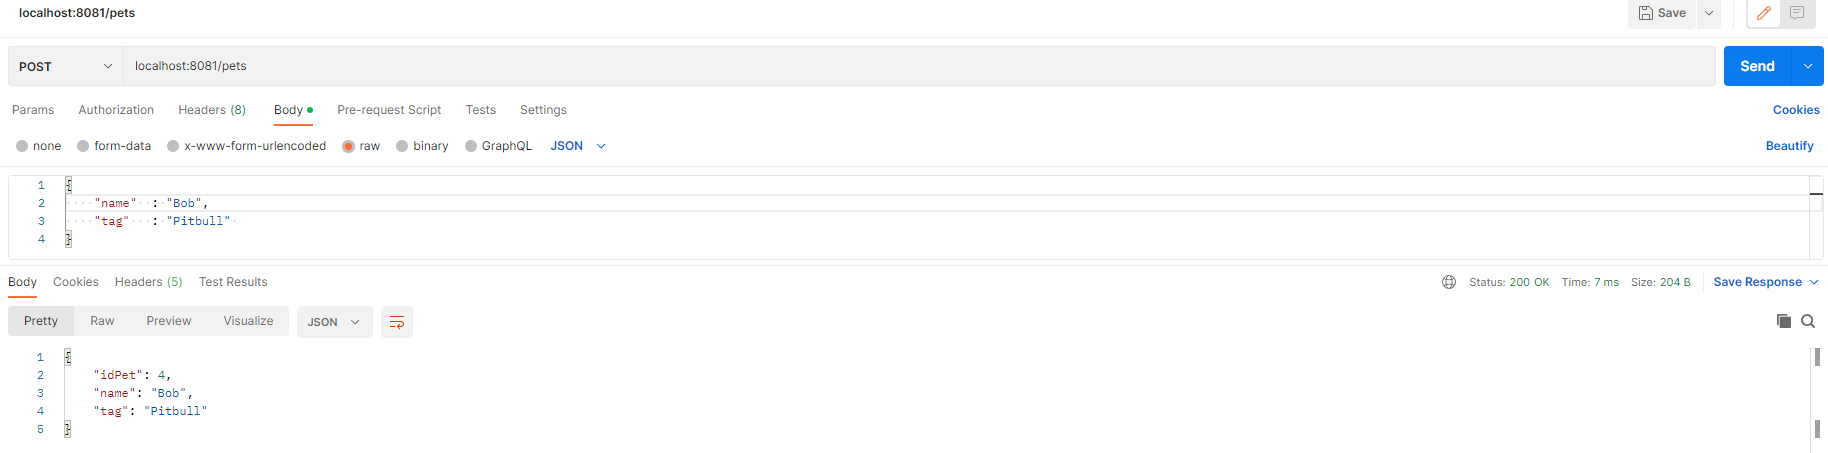 localhost:8081/pets Save
POST localhost:8081/pets Send
Params Authorization Headers (8) Body Pre-request Script Tests Settings Cookies
none form-data x-www-form-urlencoded raw binary GraphQL JSON Beautify
1 {
2 "name" : "Bob",
3 "tag" : "Pitbull"
4 }
Body Cookies Headers (5) Test Results Status: 200 OK Time: 7 ms Size: 204 B Save Response
Pretty Raw Preview Visualize JSON
1 {
2 "idPet": 4,
3 "name": "Bob",
4 "tag": "Pitbull"
5 }